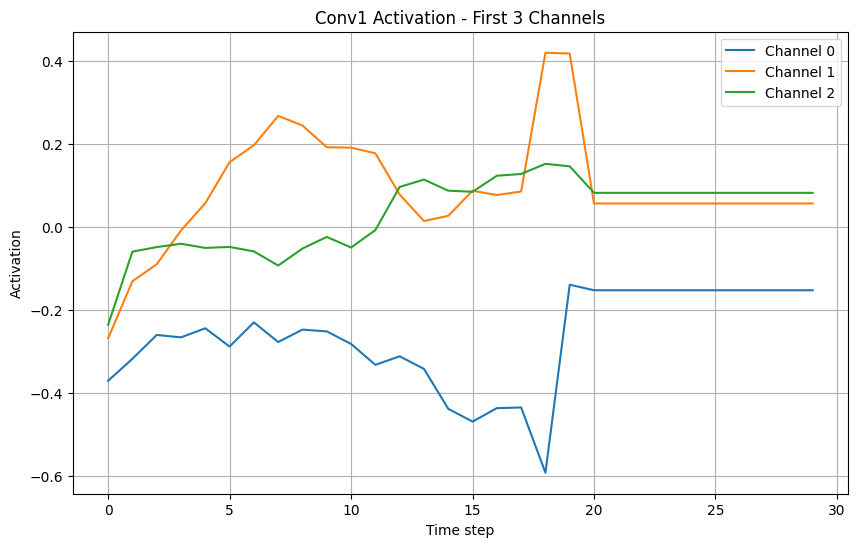 Conv1 Activation - First 3 Channels
Channel 0
Channel 1
Channel 2
Activation
0.4
0.2
0.0
−0.2
−0.4
−0.6
0 5 10 15 20 25 30
Time step